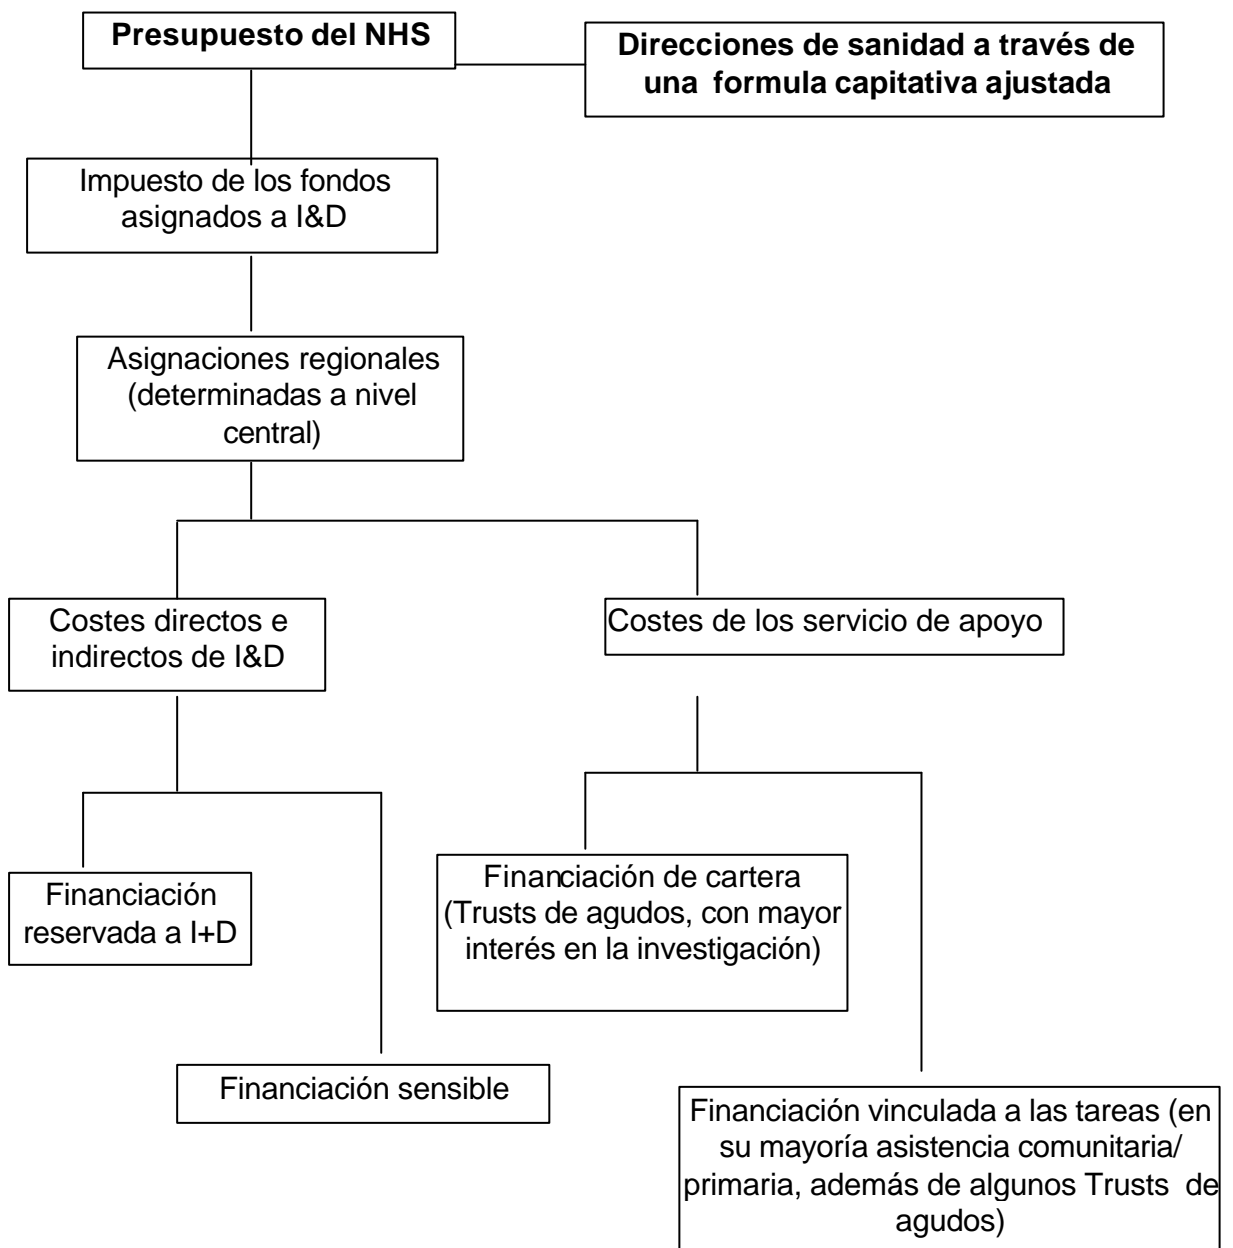 Presupuesto del NHS
Direcciones de sanidad a través de
una formula capitativa ajustada
Impuesto de los fondos
asignados a I&D
Asignaciones regionales
(determinadas a nivel
central)
Costes directos e
indirectos de I&D
Costes de los servicio de apoyo
Financiación
reservada a I+D
Financiación de cartera
(Trusts de agudos, con mayor
interés en la investigación)
Financiación sensible
Financiación vinculada a las tareas (en
su mayoría asistencia comunitaria/
primaria, además de algunos Trusts de
agudos)